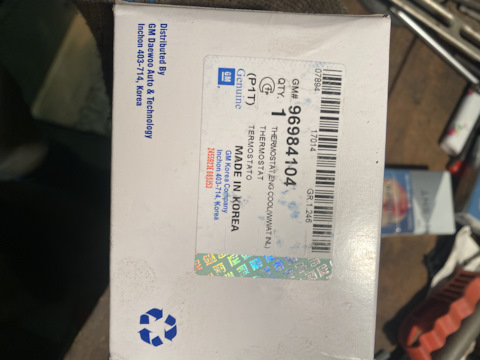 07894
17014
GR.1.246
GM# 96984104
QTY. 1
THERMOSTAT,ENG COOL(W/WAT INL)
THERMOSTAT
TERMOSTATO
(P1T)
GM
Genuine
MADE IN KOREA
GM Korea Company
Inchon 403-714, Korea
Distributed By
GM Daewoo Auto & Technology
Inchon 403-714, Korea